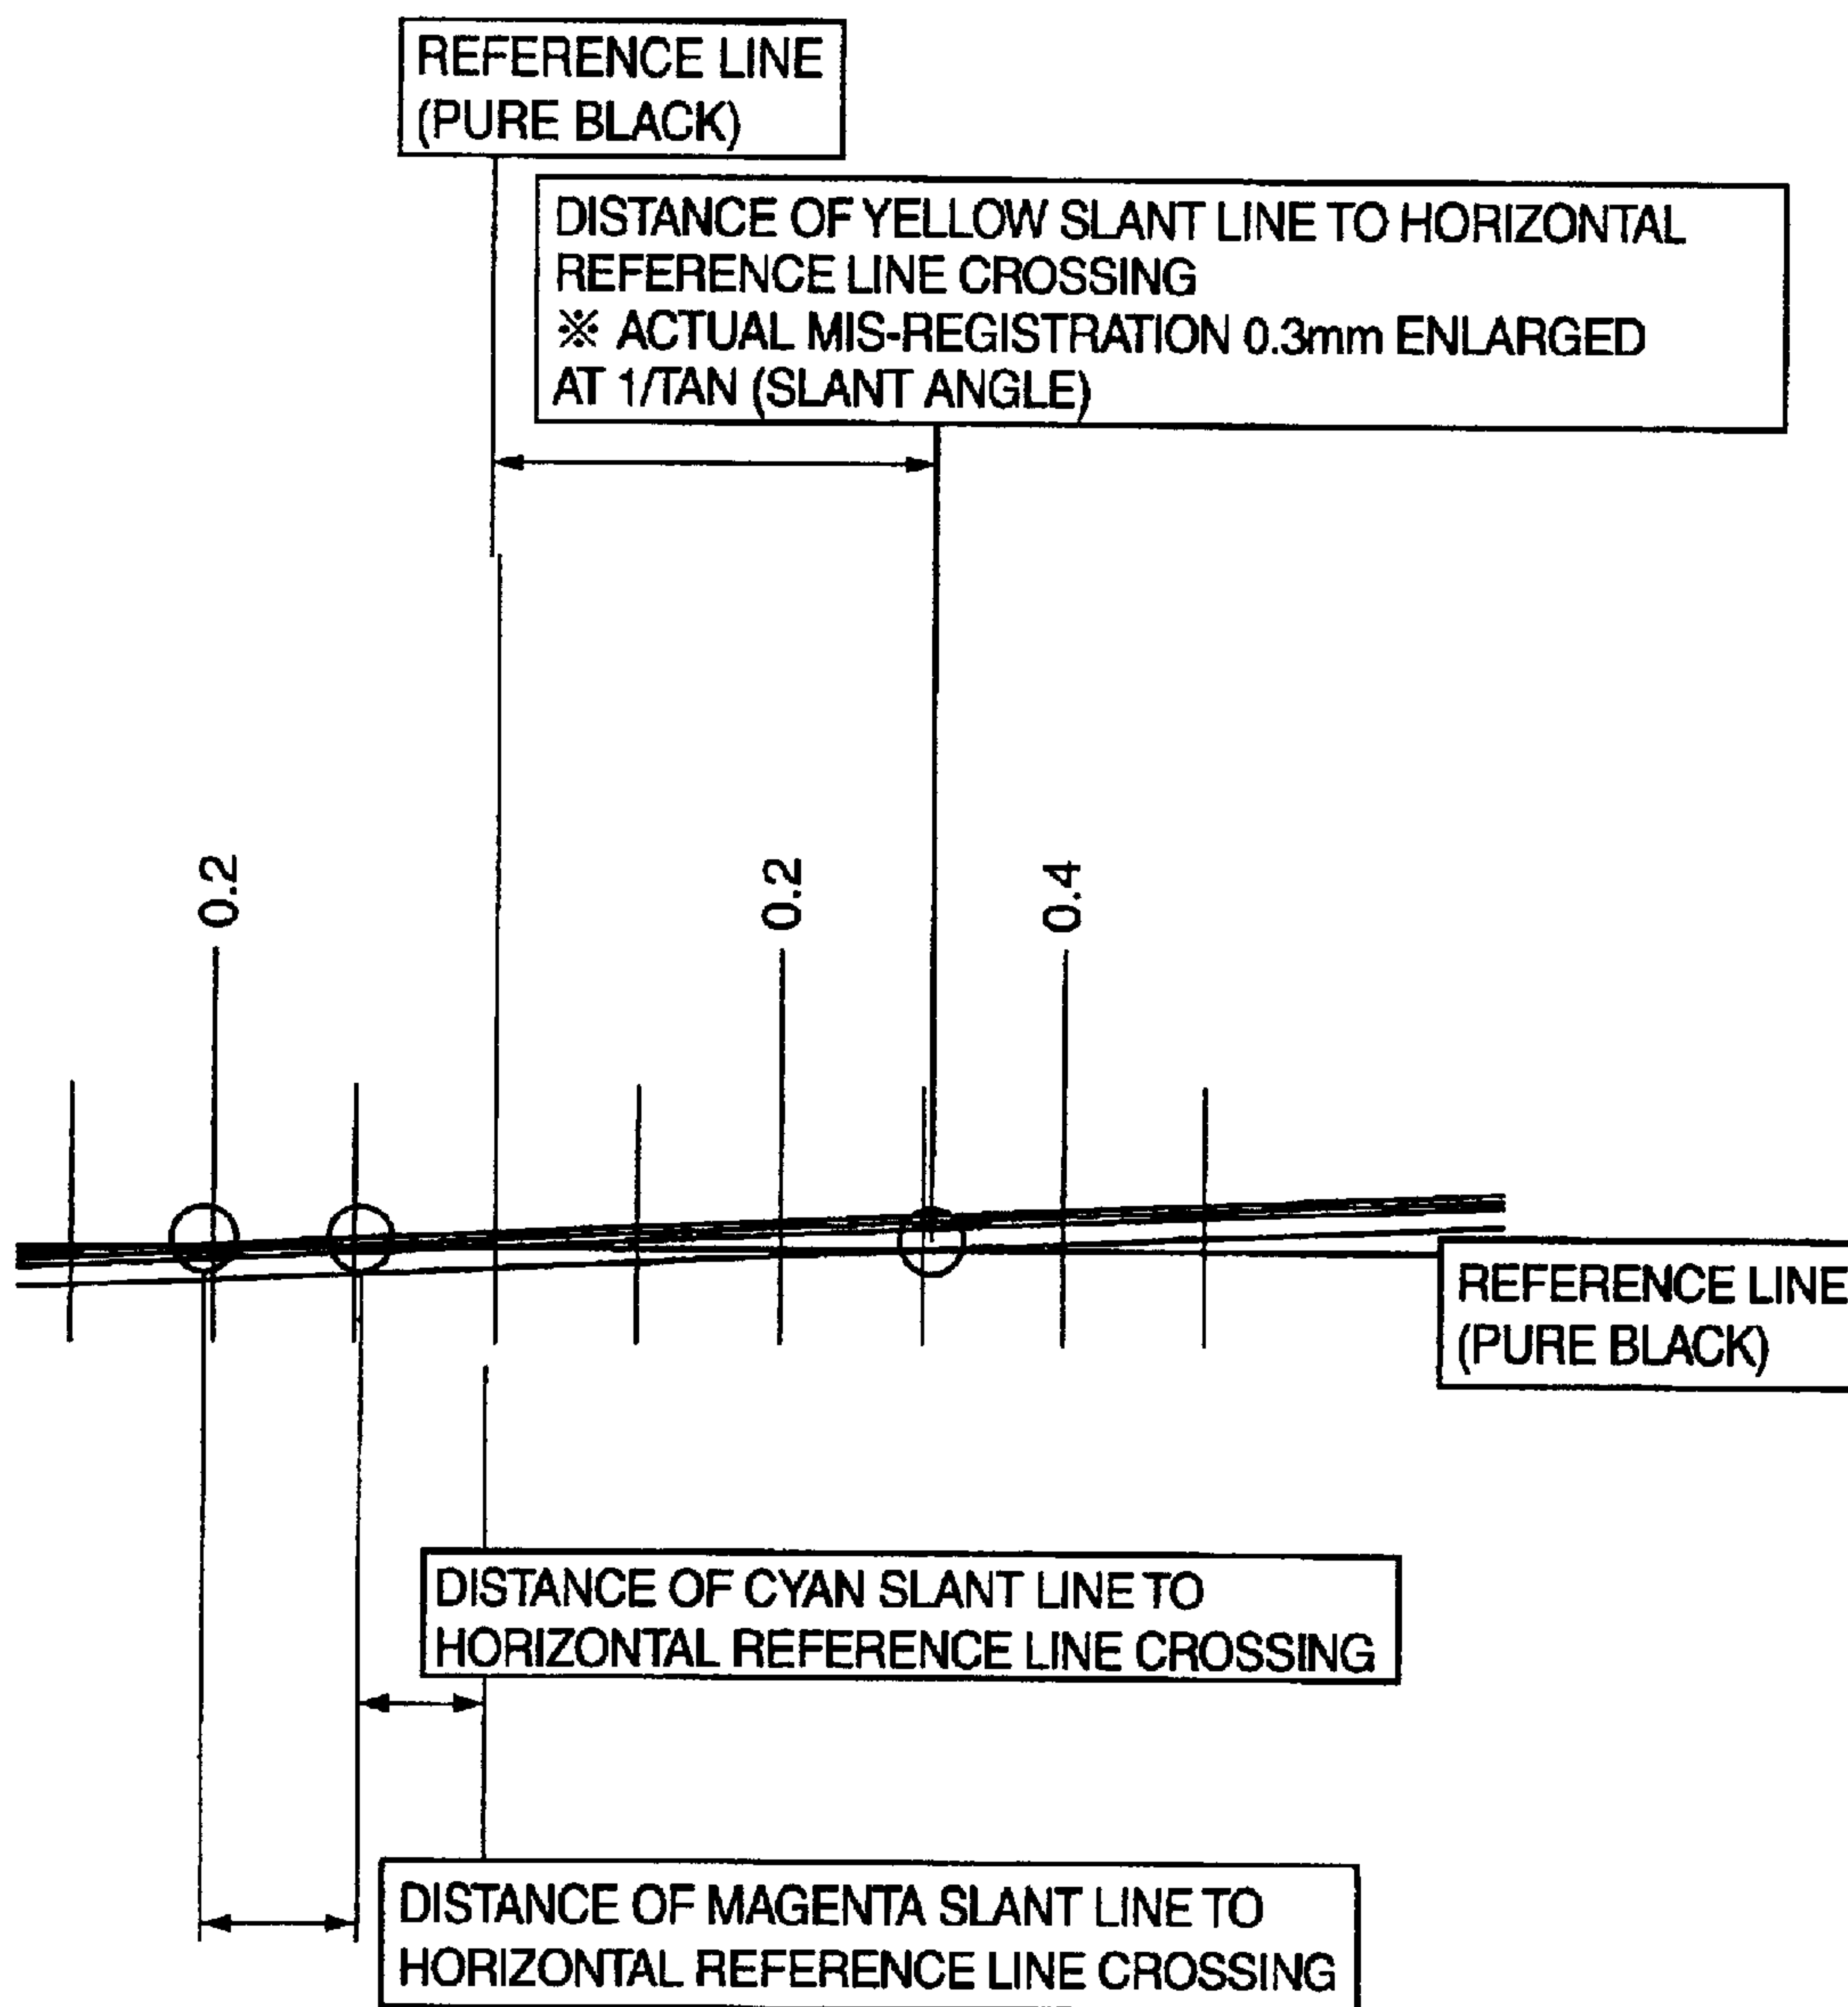 REFERENCE LINE
(PURE BLACK)
DISTANCE OF YELLOW SLANT LINE TO HORIZONTAL
REFERENCE LINE CROSSING
※ ACTUAL MIS-REGISTRATION 0.3mm ENLARGED
AT 1/TAN (SLANT ANGLE)
0.2
0.2
0.4
REFERENCE LINE
(PURE BLACK)
DISTANCE OF CYAN SLANT LINE TO
HORIZONTAL REFERENCE LINE CROSSING
DISTANCE OF MAGENTA SLANT LINE TO
HORIZONTAL REFERENCE LINE CROSSING